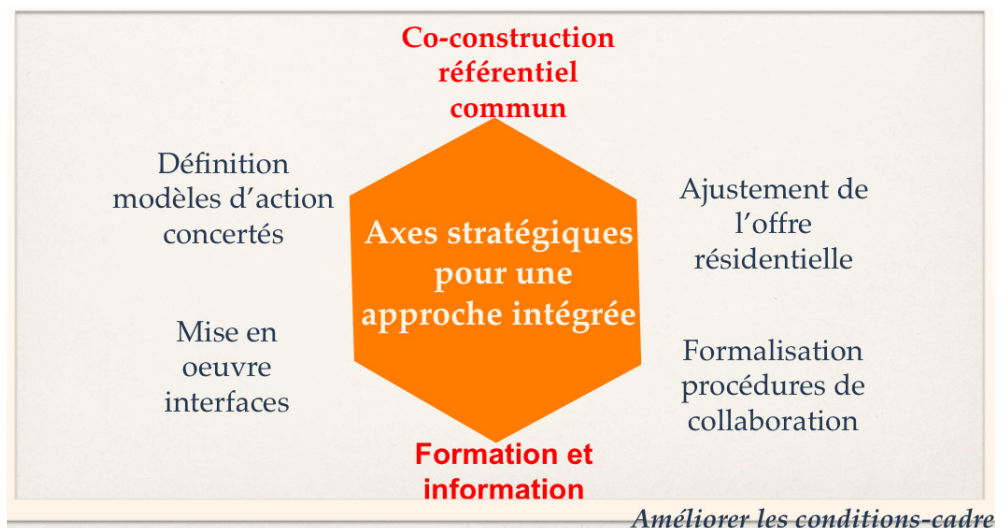 Co-construction
référentiel
commun
Définition
modèles d'action
concertés
Ajustement de
l'offre
résidentielle
Axes stratégiques
pour une
approche intégrée
Mise en
oeuvre
interfaces
Formalisation
procédures de
collaboration
Formation et
information
Améliorer les conditions-cadre